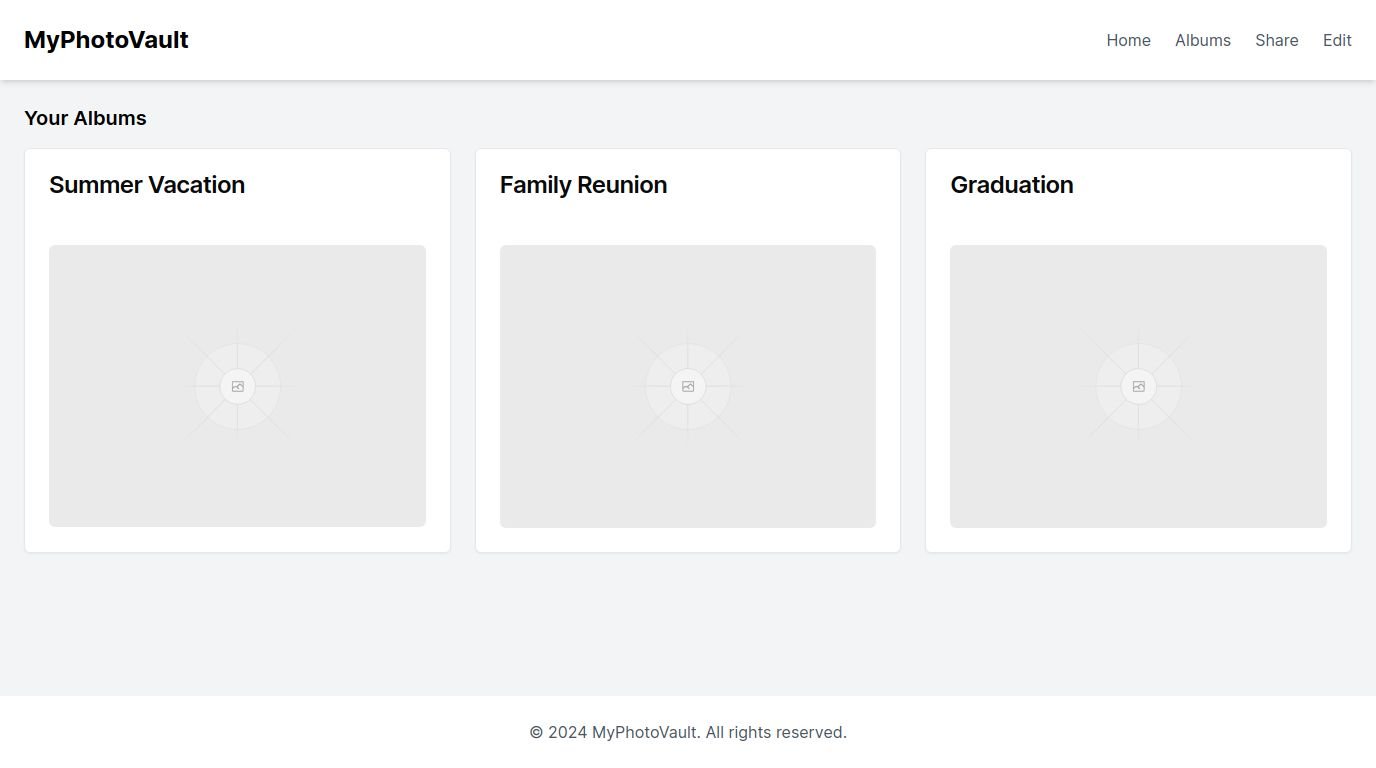 MyPhotoVault
Home Albums Share Edit
Your Albums
Summer Vacation
Family Reunion
Graduation
© 2024 MyPhotoVault. All rights reserved.